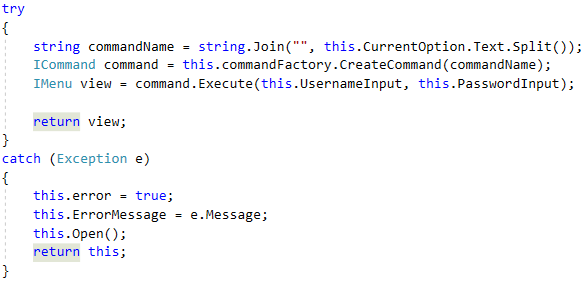 try
{
    string commandName = string.Join("", this.CurrentOption.Text.Split());
    ICommand command = this.commandFactory.CreateCommand(commandName);
    IMenu view = command.Execute(this.UsernameInput, this.PasswordInput);

    return view;
}
catch (Exception e)
{
    this.error = true;
    this.ErrorMessage = e.Message;
    this.Open();
    return this;
}